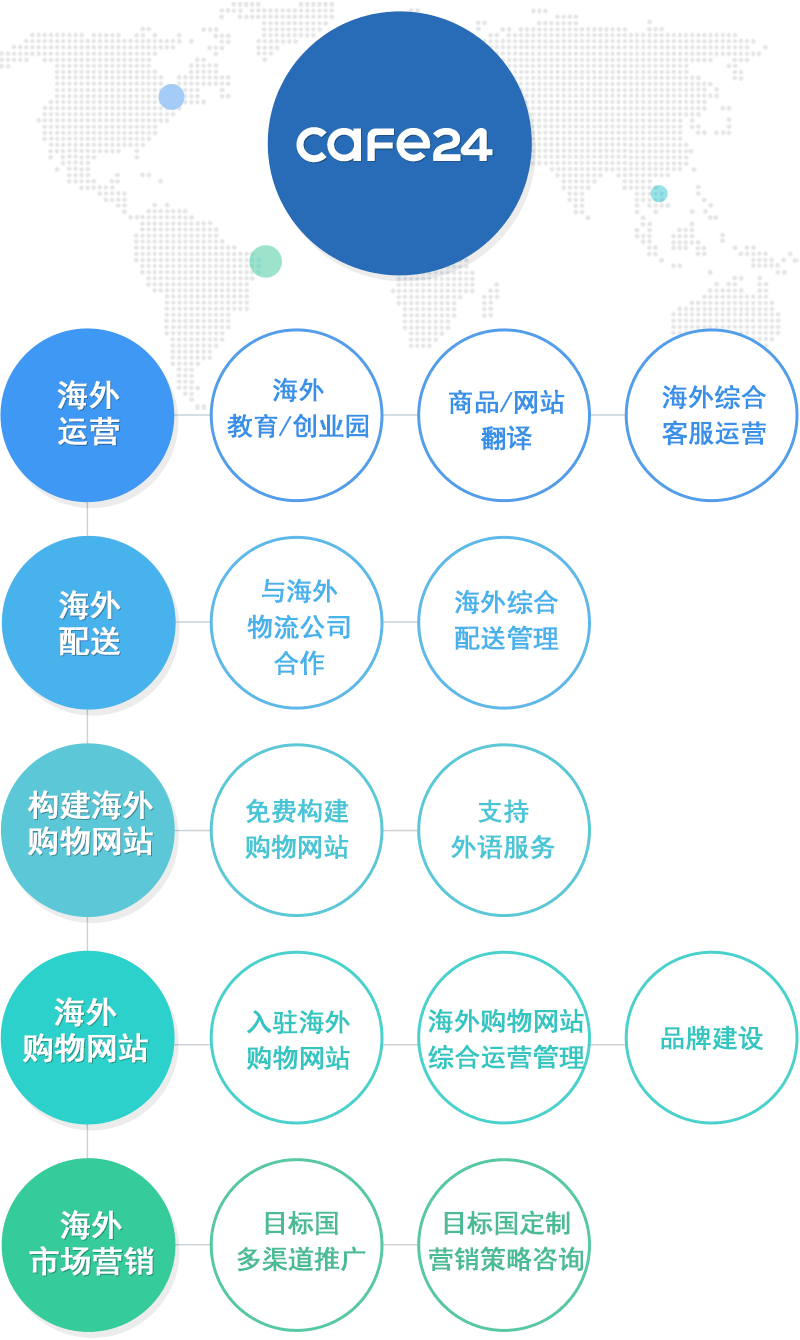 cafe24
海外
运营
海外
教育/创业园
商品/网站
翻译
海外综合
客服运营
海外
配送
与海外
物流公司
合作
海外综合
配送管理
构建海外
购物网站
免费构建
购物网站
支持
外语服务
海外
购物网站
入驻海外
购物网站
海外购物网站
综合运营管理
品牌建设
海外
市场营销
目标国
多渠道推广
目标国定制
营销策略咨询